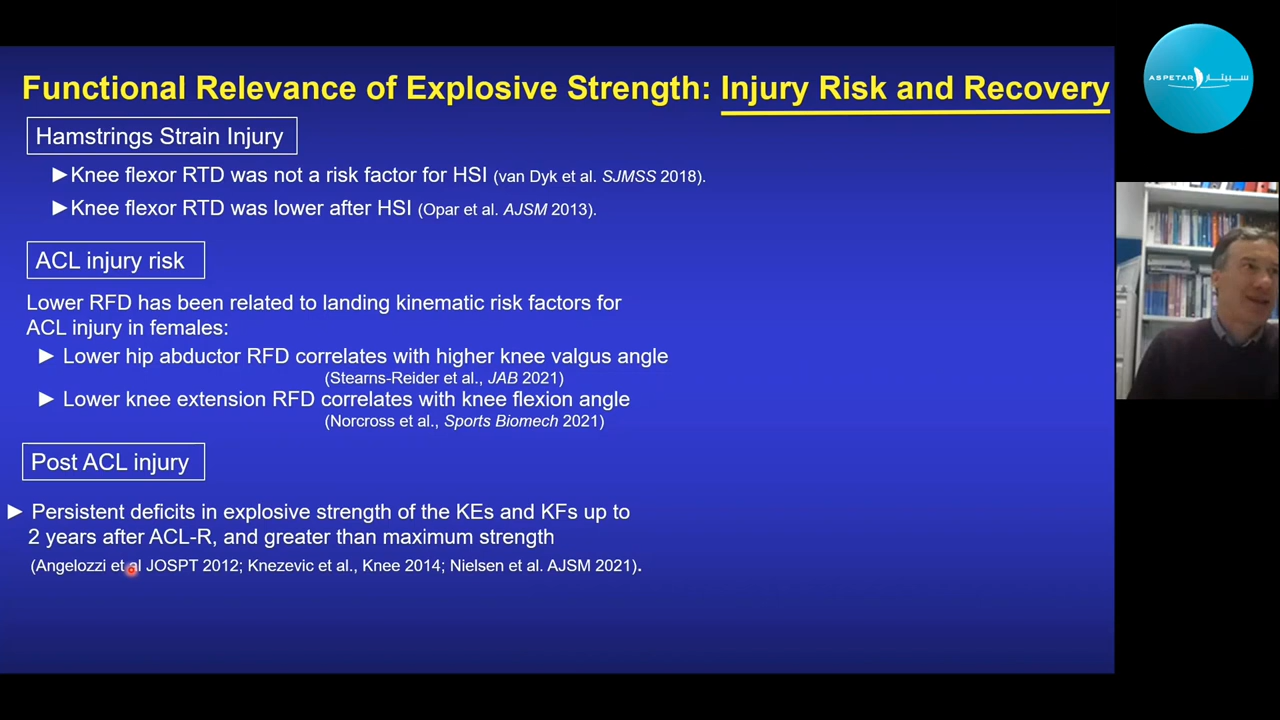 Functional Relevance of Explosive Strength: Injury Risk and Recovery
Hamstrings Strain Injury
►Knee flexor RTD was not a risk factor for HSI (van Dyk et al. SJMSS 2018).
►Knee flexor RTD was lower after HSI (Opar et al. AJSM 2013).
ACL injury risk
Lower RFD has been related to landing kinematic risk factors for
ACL injury in females:
► Lower hip abductor RFD correlates with higher knee valgus angle
(Stearns-Reider et al., JAB 2021)
► Lower knee extension RFD correlates with knee flexion angle
(Norcross et al., Sports Biomech 2021)
Post ACL injury
► Persistent deficits in explosive strength of the KEs and KFs up to
2 years after ACL-R, and greater than maximum strength
(Angelozzi et al JOSPT 2012; Knezevic et al., Knee 2014; Nielsen et al. AJSM 2021).
ASPETAR سبيتار